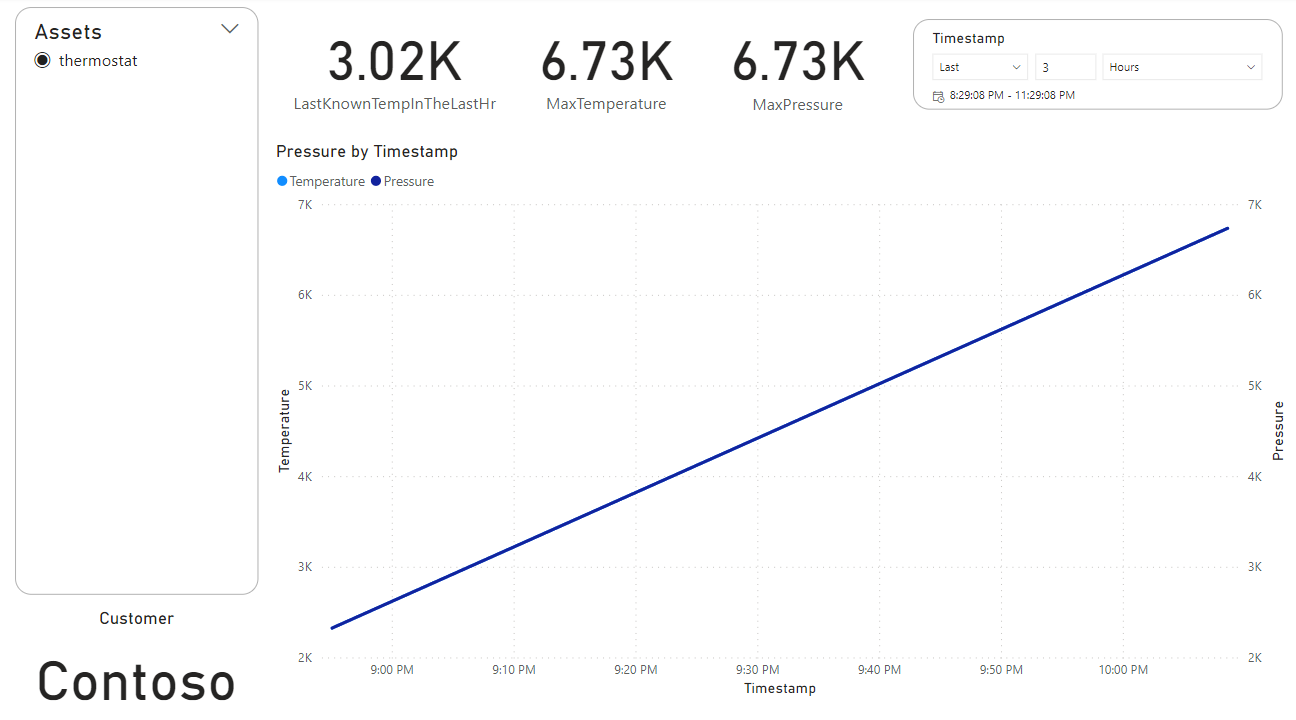 Assets
thermostat
3.02K
LastKnownTempInTheLastHr
6.73K
MaxTemperature
6.73K
MaxPressure
Timestamp
Last
3
Hours
8:29:08 PM - 11:29:08 PM
Pressure by Timestamp
Temperature Pressure
7K
6K
5K
4K
3K
2K
Temperature
7K
6K
5K
4K
3K
2K
Pressure
9:00 PM 9:10 PM 9:20 PM 9:30 PM 9:40 PM 9:50 PM 10:00 PM
Timestamp
Customer
Contoso